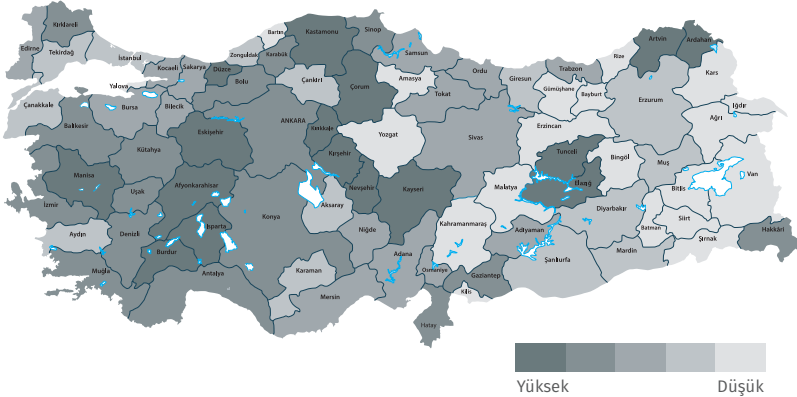 Kırklareli
Edirne
Tekirdağ
İstanbul
Kocaeli
Sakarya
Yalova
Zonguldak
Bartın
Karabük
Düzce
Bolu
Kastamonu
Sinop
Samsun
Çankiri
Çorum
Amasya
Tokat
Ordu
Giresun
Trabzon
Gümüşhane
Bayburt
Rize
Artvin
Ardahan
Kars
Iğdır
Ağrı
Erzurum
Erzincan
Çanakkale
Balıkesir
Bursa
Bilecik
Eskişehir
ANKARA
Kırıkkale
Yozgat
Sivas
Kütahya
Kırşehir
Tunceli
Elazığ
Bingöl
Muş
Bitlis
Van
Manisa
Uşak
Afyonkarahisar
İzmir
Nevşehir
Kayseri
Malatya
Aksaray
Konya
Niğde
Kahramanmaraş
Adıyaman
Diyarbakır
Batman
Siirt
Şırnak
Hakkâri
Aydın
Denizli
Isparta
Burdur
Muğla
Antalya
Karaman
Mersin
Adana
Osmaniye
Gaziantep
Kilis
Şanlıurfa
Mardin
Hatay
Yüksek
Düşük